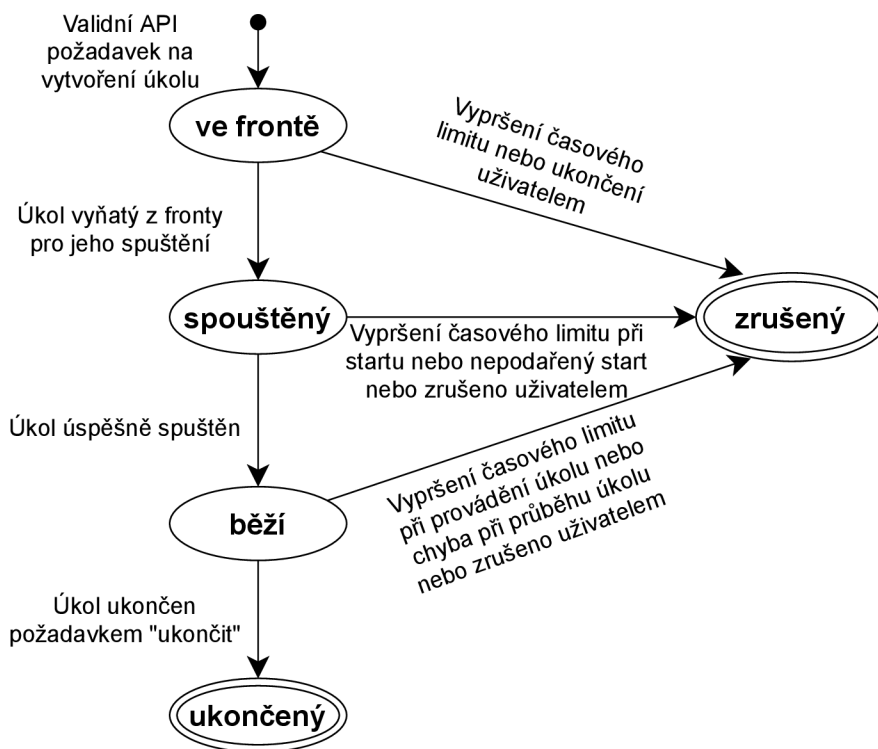 Validní API
požadavek na
vytvoření úkolu
ve frontě
Vypršení časového
limitu nebo ukončení
uživatelem
Úkol vyňatý z fronty
pro jeho spuštění
spouštěný
zrušený
Vypršení časového limitu při
startu nebo nepodařený start
nebo zrušeno uživatelem
Úkol úspěšně spuštěn
běží
Vypršení časového limitu
při provádění úkolu nebo
chyba při průběhu úkolu
nebo zrušeno uživatelem
Úkol ukončen
požadavkem "ukončit"
ukončený